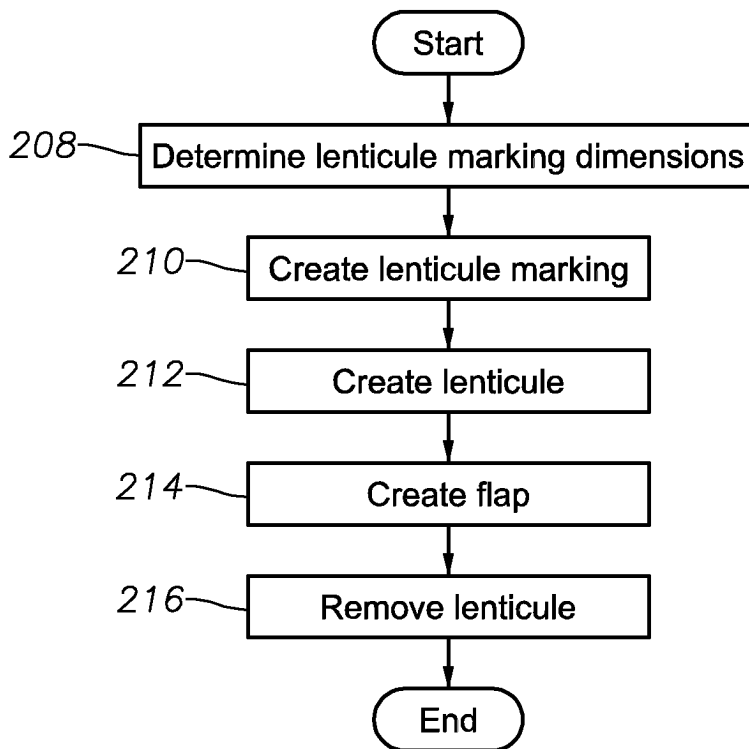 Start
208 Determine lenticule marking dimensions
210 Create lenticule marking
212 Create lenticule
214 Create flap
216 Remove lenticule
End